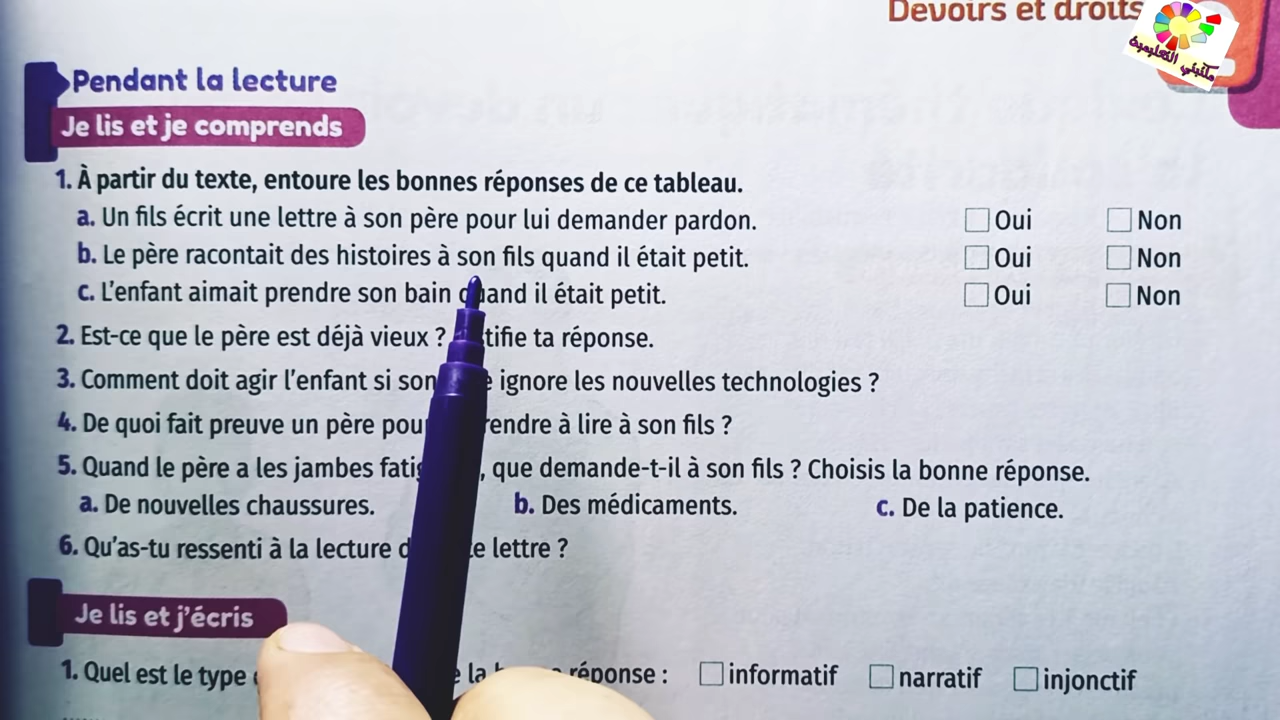 Devoirs et droits
مكتبتي التعليمية
Pendant la lecture
Je lis et je comprends
1. À partir du texte, entoure les bonnes réponses de ce tableau.
a. Un fils écrit une lettre à son père pour lui demander pardon. Oui Non
b. Le père racontait des histoires à son fils quand il était petit. Oui Non
c. L'enfant aimait prendre son bain quand il était petit. Oui Non
2. Est-ce que le père est déjà vieux ? ta réponse.
3. Comment doit agir l'enfant si son ignore les nouvelles technologies ?
4. De quoi fait preuve un père à lire à son fils ?
5. Quand le père a les jambes , que demande-t-il à son fils ? Choisis la bonne réponse.
a. De nouvelles chaussures. b. Des médicaments. c. De la patience.
6. Qu'as-tu ressenti à la lecture lettre ?
Je lis et j'écris
1. Quel est le type la réponse : informatif narratif injonctif